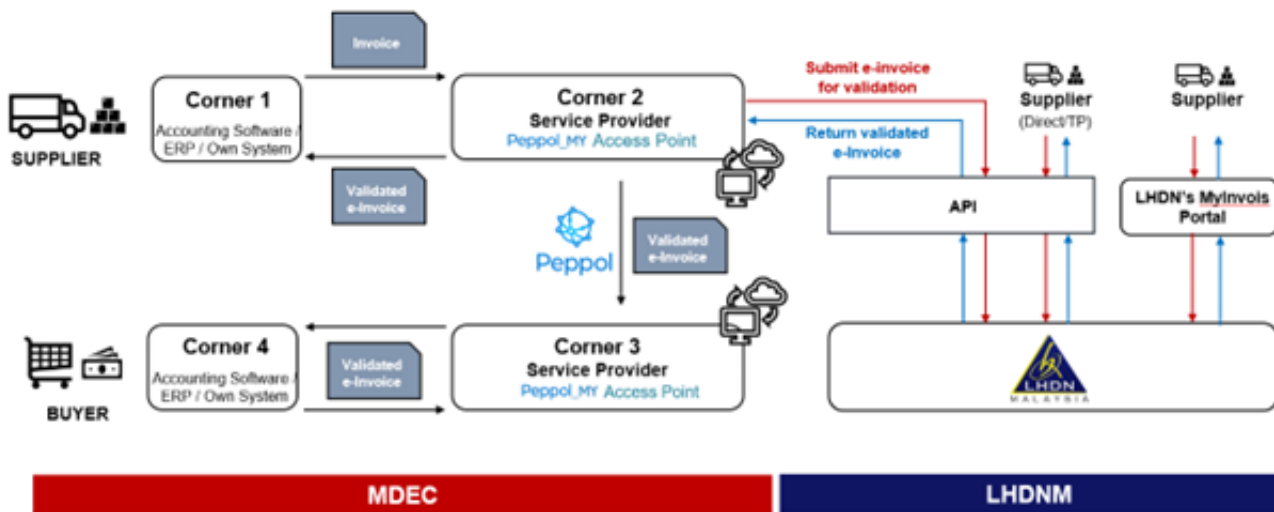 Invoice
Corner 1
Accounting Software /
ERP / Own System
SUPPLIER
Corner 2
Service Provider
Peppol_MY Access Point
Submit e-invoice
for validation
Return validated
e-Invoice
Supplier
(Direct/TP)
Supplier
Validated
e-Invoice
API
LHDN's MyInvois
Portal
Peppol
Validated
e-Invoice
Corner 4
Accounting Software /
ERP / Own System
BUYER
Validated
e-Invoice
Corner 3
Service Provider
Peppol_MY Access Point
LHDN
MALAYSIA
MDEC
LHDNM